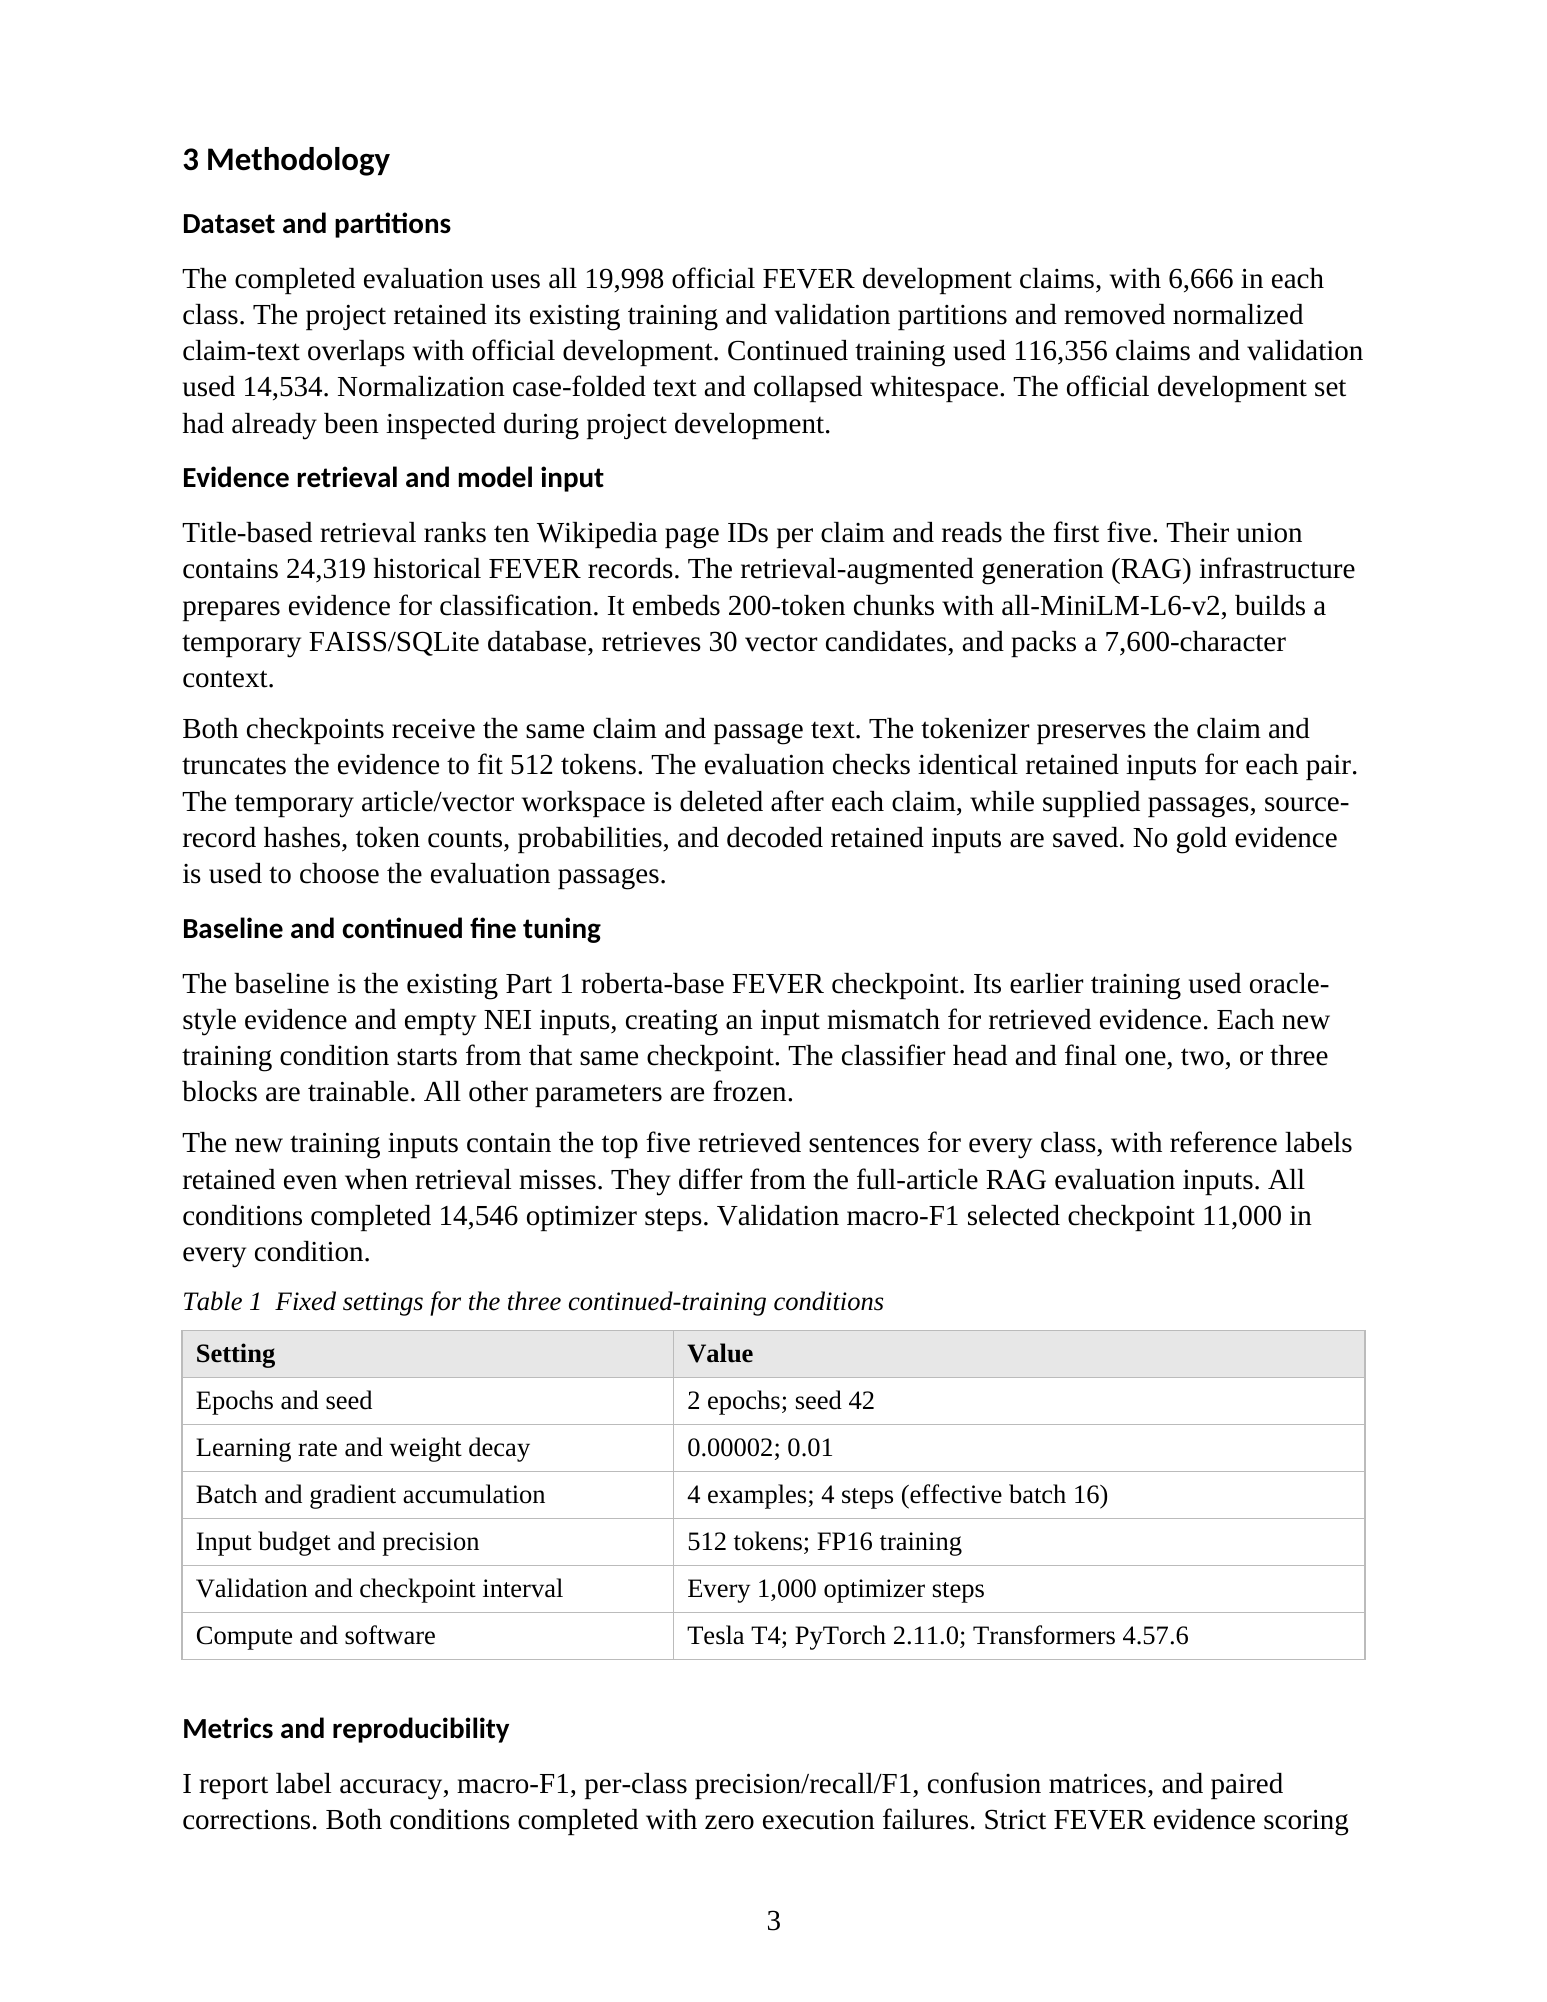 3 Methodology
Dataset and partitions
The completed evaluation uses all 19,998 official FEVER development claims, with 6,666 in each
class. The project retained its existing training and validation partitions and removed normalized
claim-text overlaps with official development. Continued training used 116,356 claims and validation
used 14,534. Normalization case-folded text and collapsed whitespace. The official development set
had already been inspected during project development.
Evidence retrieval and model input
Title-based retrieval ranks ten Wikipedia page IDs per claim and reads the first five. Their union
contains 24,319 historical FEVER records. The retrieval-augmented generation (RAG) infrastructure
prepares evidence for classification. It embeds 200-token chunks with all-MiniLM-L6-v2, builds a
temporary FAISS/SQLite database, retrieves 30 vector candidates, and packs a 7,600-character
context.
Both checkpoints receive the same claim and passage text. The tokenizer preserves the claim and
truncates the evidence to fit 512 tokens. The evaluation checks identical retained inputs for each pair.
The temporary article/vector workspace is deleted after each claim, while supplied passages, source-
record hashes, token counts, probabilities, and decoded retained inputs are saved. No gold evidence
is used to choose the evaluation passages.
Baseline and continued fine tuning
The baseline is the existing Part 1 roberta-base FEVER checkpoint. Its earlier training used oracle-
style evidence and empty NEI inputs, creating an input mismatch for retrieved evidence. Each new
training condition starts from that same checkpoint. The classifier head and final one, two, or three
blocks are trainable. All other parameters are frozen.
The new training inputs contain the top five retrieved sentences for every class, with reference labels
retained even when retrieval misses. They differ from the full-article RAG evaluation inputs. All
conditions completed 14,546 optimizer steps. Validation macro-F1 selected checkpoint 11,000 in
every condition.
Table 1  Fixed settings for the three continued-training conditions
Setting Value
Epochs and seed 2 epochs; seed 42
Learning rate and weight decay 0.00002; 0.01
Batch and gradient accumulation 4 examples; 4 steps (effective batch 16)
Input budget and precision 512 tokens; FP16 training
Validation and checkpoint interval Every 1,000 optimizer steps
Compute and software Tesla T4; PyTorch 2.11.0; Transformers 4.57.6
Metrics and reproducibility
I report label accuracy, macro-F1, per-class precision/recall/F1, confusion matrices, and paired
corrections. Both conditions completed with zero execution failures. Strict FEVER evidence scoring
3